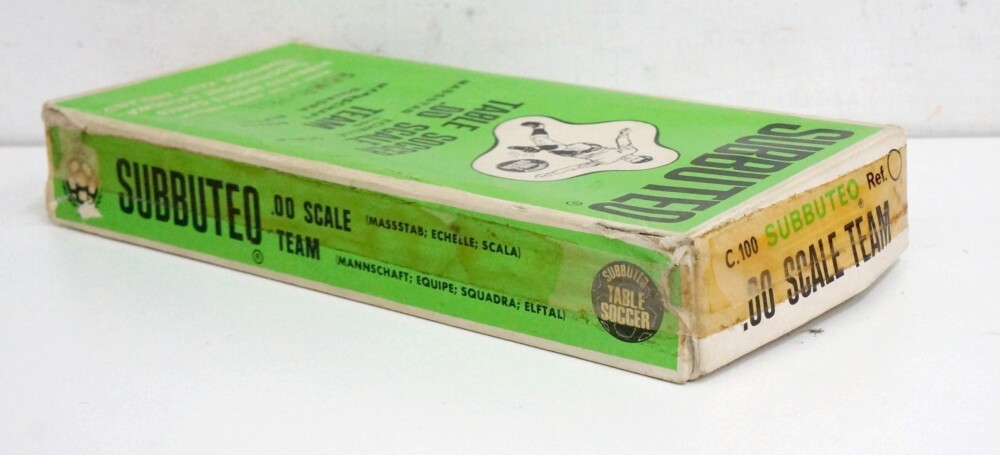 SUBBUTEO
TABLE SOCCER
.00 SCALE
TEAM
SUBBUTEO ®
.00 SCALE (MASSSTAB; ECHELLE; SCALA)
TEAM (MANNSCHAFT; EQUIPE; SQUADRA; ELFTAL)
SUBBUTEO
TABLE
SOCCER
C.100 SUBBUTEO® Ref.
.00 SCALE TEAM